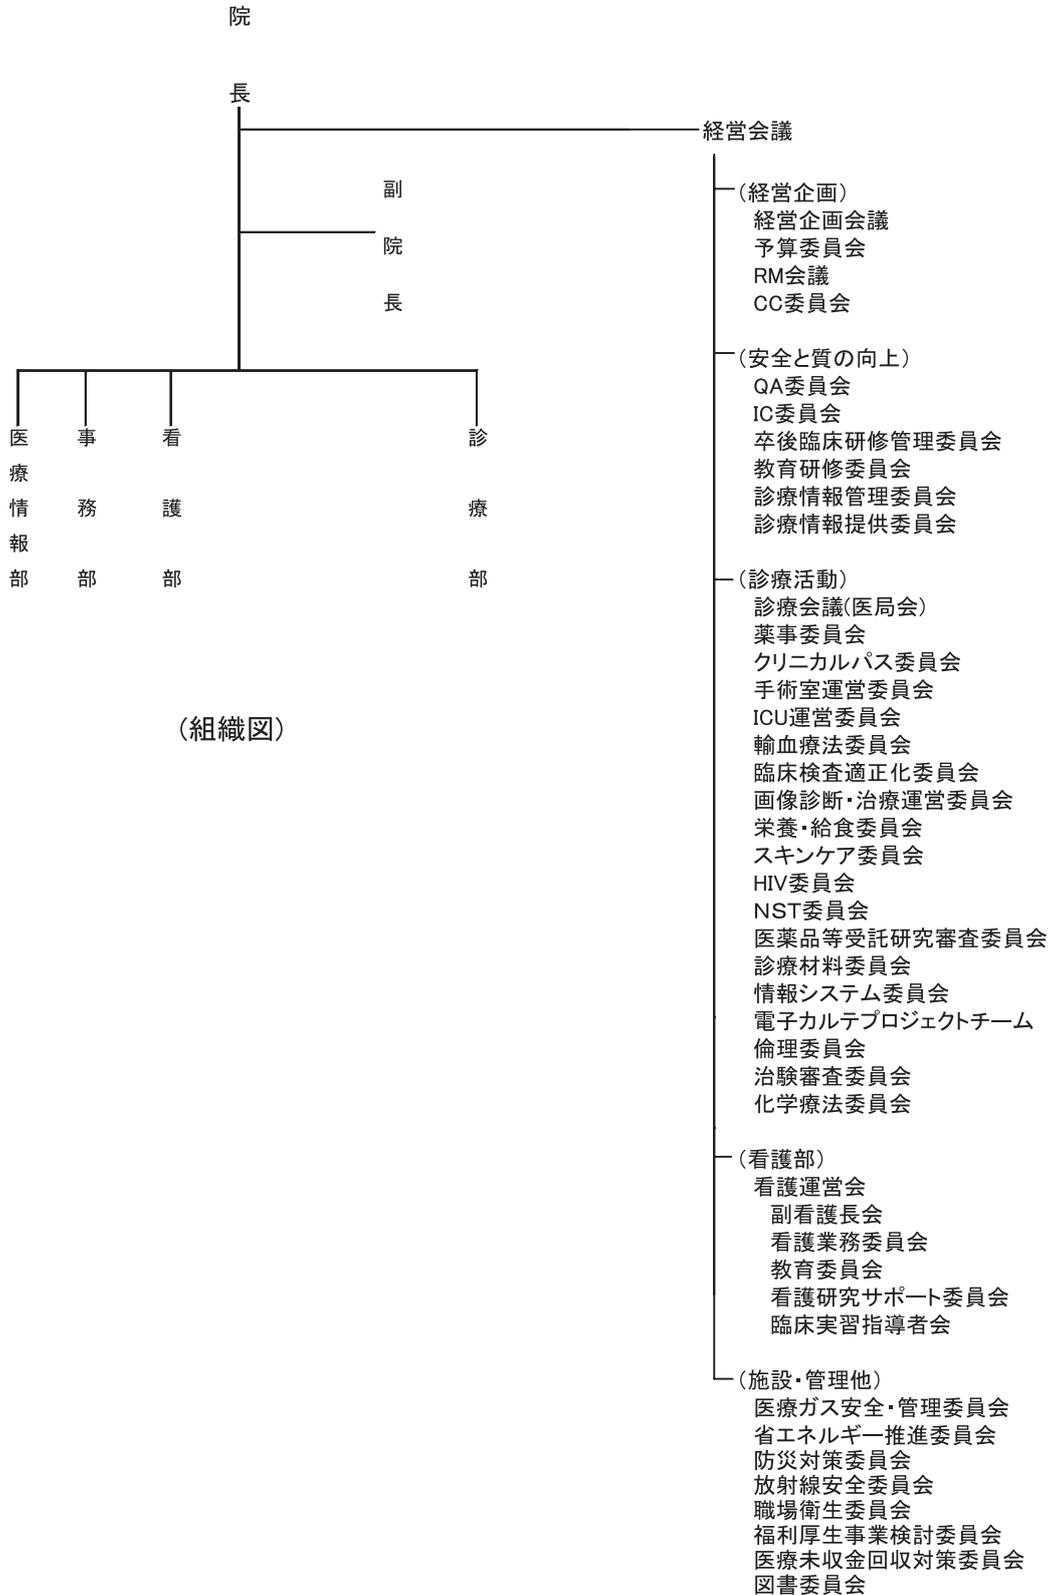 院長
経営会議
副院長
医療情報部
事務部
看護部
診療部
(組織図)
(経営企画)
経営企画会議
予算委員会
RM会議
CC委員会
(安全と質の向上)
QA委員会
IC委員会
卒後臨床研修管理委員会
教育研修委員会
診療情報管理委員会
診療情報提供委員会
(診療活動)
診療会議(医局会)
薬事委員会
クリニカルパス委員会
手術室運営委員会
ICU運営委員会
輸血療法委員会
臨床検査適正化委員会
画像診断・治療運営委員会
栄養・給食委員会
スキンケア委員会
HIV委員会
NST委員会
医薬品等受託研究審査委員会
診療材料委員会
情報システム委員会
電子カルテプロジェクトチーム
倫理委員会
治験審査委員会
化学療法委員会
(看護部)
看護運営会
副看護長会
看護業務委員会
教育委員会
看護研究サポート委員会
臨床実習指導者会
(施設・管理他)
医療ガス安全・管理委員会
省エネルギー推進委員会
防災対策委員会
放射線安全委員会
職場衛生委員会
福利厚生事業検討委員会
医療未収金回収対策委員会
図書委員会